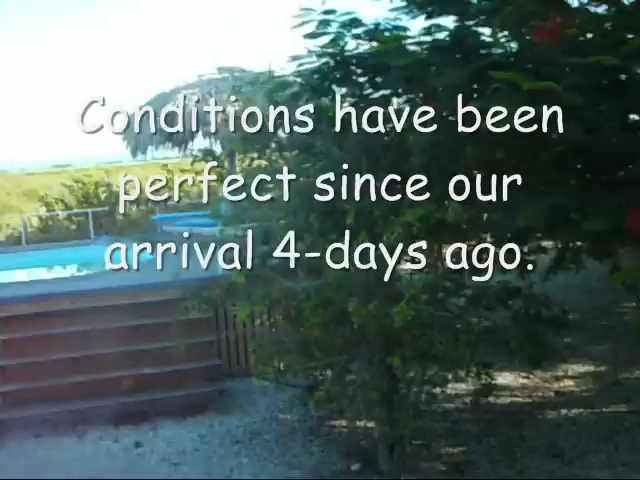 Conditions have been
perfect since our
arrival 4-days ago.